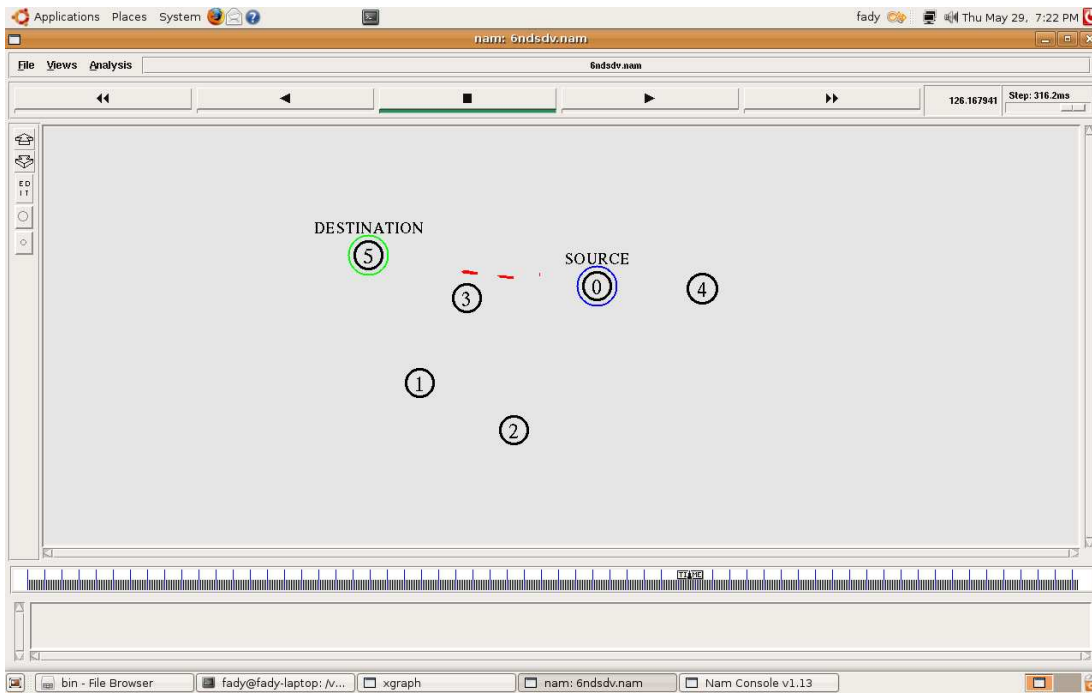 Applications Places System fady Thu May 29, 7:22 PM
nam: 6ndsdv.nam
File Views Analysis 6ndsdv.nam
126.167941 Step: 316.2ms
E D
I T
DESTINATION
5
SOURCE
0
3
4
1
2
TIME
bin - File Browser fady@fady-laptop: /v... xgraph nam: 6ndsdv.nam Nam Console v1.13